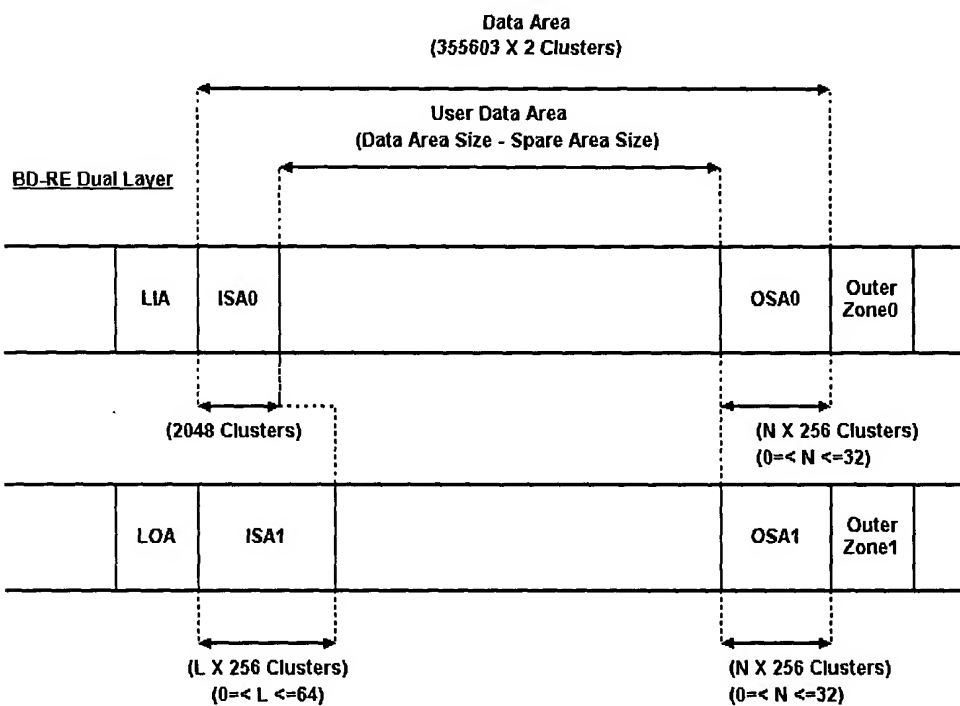 Data Area
(355603 X 2 Clusters)
User Data Area
(Data Area Size - Spare Area Size)
BD-RE Dual Layer
LIA
ISA0
OSA0
Outer
Zone0
(2048 Clusters)
(N X 256 Clusters)
(0=< N <=32)
LOA
ISA1
OSA1
Outer
Zone1
(L X 256 Clusters)
(0=< L <=64)
(N X 256 Clusters)
(0=< N <=32)